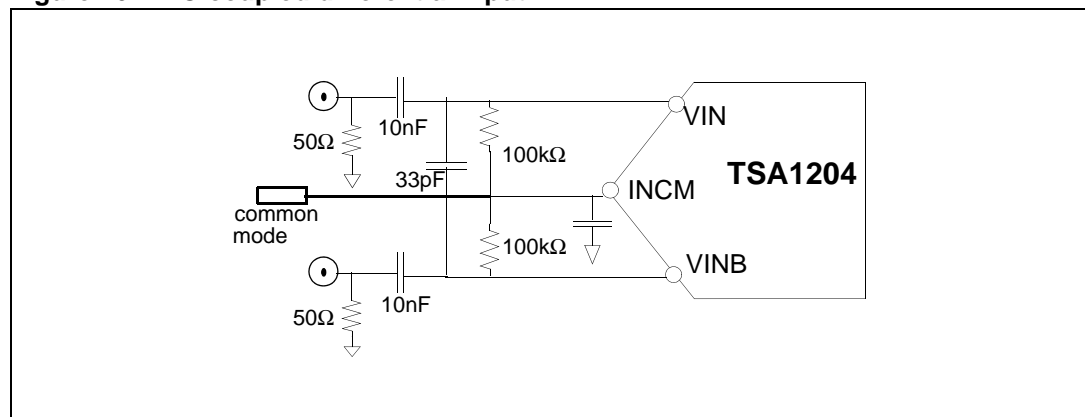 10nF
VIN
50Ω
100kΩ
33pF
TSA1204
INCM
common
mode
100kΩ
VINB
10nF
50Ω